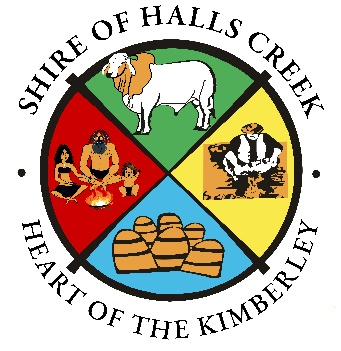 SHIRE OF HALLS CREEK
HEART OF THE KIMBERLEY